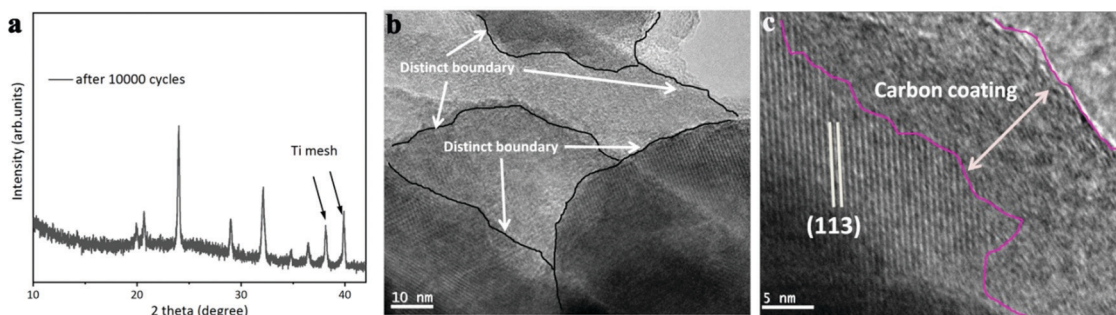 a
Intensity (arb.units)
after 10000 cycles
Ti mesh
10
20
30
40
2 theta (degree)
b
Distinct boundary
Distinct boundary
10 nm
c
Carbon coating
(113)
5 nm